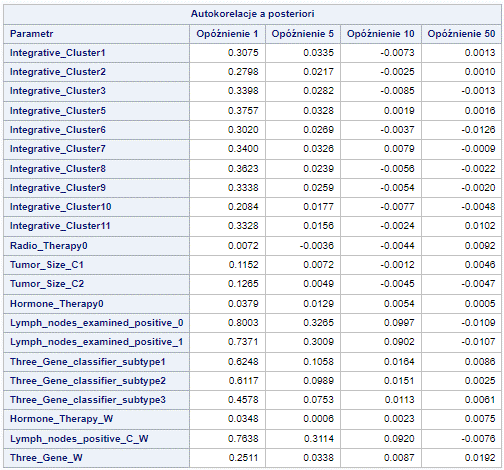 Autokorelacje a posteriori
Parametr Opóźnienie 1 Opóźnienie 5 Opóźnienie 10 Opóźnienie 50
Integrative_Cluster1 0.3075 0.0335 -0.0073 0.0013
Integrative_Cluster2 0.2798 0.0217 -0.0025 0.0010
Integrative_Cluster3 0.3398 0.0282 -0.0085 -0.0013
Integrative_Cluster5 0.3757 0.0328 0.0019 0.0016
Integrative_Cluster6 0.3020 0.0269 -0.0037 -0.0126
Integrative_Cluster7 0.3400 0.0326 0.0079 -0.0009
Integrative_Cluster8 0.3623 0.0239 -0.0056 -0.0022
Integrative_Cluster9 0.3338 0.0259 -0.0054 -0.0020
Integrative_Cluster10 0.2084 0.0177 -0.0077 -0.0048
Integrative_Cluster11 0.3328 0.0156 -0.0024 0.0102
Radio_Therapy0 0.0072 -0.0036 -0.0044 0.0092
Tumor_Size_C1 0.1152 0.0072 -0.0012 0.0046
Tumor_Size_C2 0.1265 0.0049 -0.0045 -0.0047
Hormone_Therapy0 0.0379 0.0129 0.0054 0.0005
Lymph_nodes_examined_positive_0 0.8003 0.3265 0.0997 -0.0109
Lymph_nodes_examined_positive_1 0.7371 0.3009 0.0902 -0.0107
Three_Gene_classifier_subtype1 0.6248 0.1058 0.0164 0.0086
Three_Gene_classifier_subtype2 0.6117 0.0989 0.0151 0.0025
Three_Gene_classifier_subtype3 0.4578 0.0753 0.0113 0.0061
Hormone_Therapy_W 0.0348 0.0006 0.0023 0.0075
Lymph_nodes_positive_C_W 0.7638 0.3114 0.0920 -0.0076
Three_Gene_W 0.2511 0.0338 0.0087 0.0192